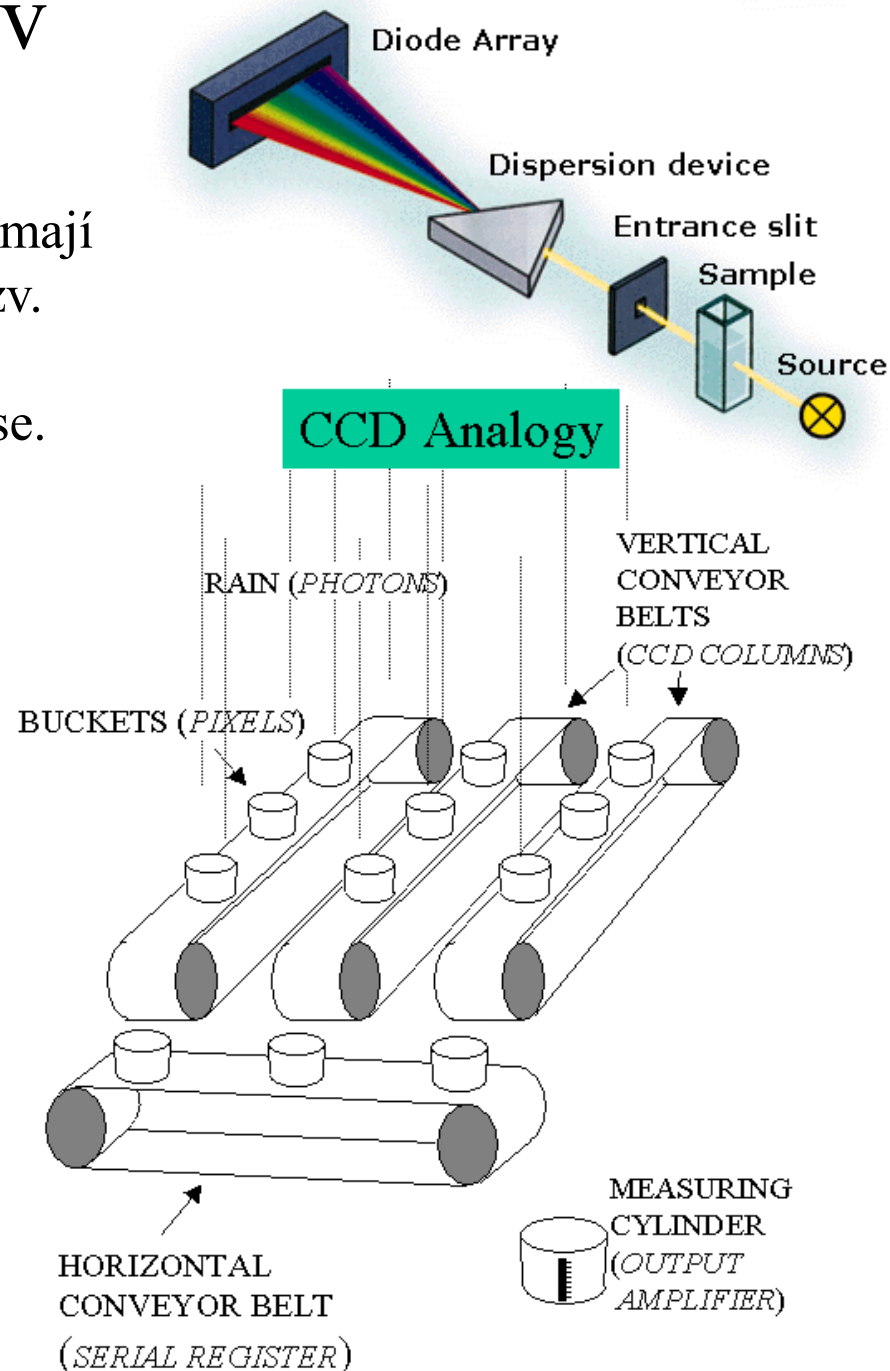 v
Diode Array
Dispersion device
mají
Entrance slit
zv.
Sample
Source
se.
CCD Analogy
VERTICAL
CONVEYOR
BELTS
(CCD COLUMNS)
RAIN (PHOTONS)
BUCKETS (PIXELS)
MEASURING
CYLINDER
(OUTPUT
AMPLIFIER)
HORIZONTAL
CONVEYOR BELT
(SERIAL REGISTER)